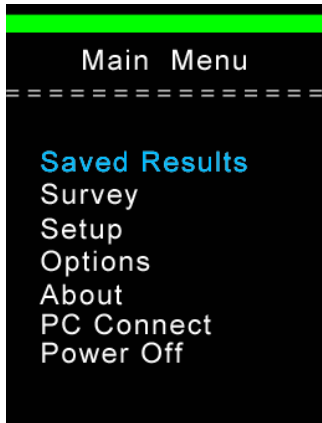 Main Menu
===============
Saved Results
Survey
Setup
Options
About
PC Connect
Power Off